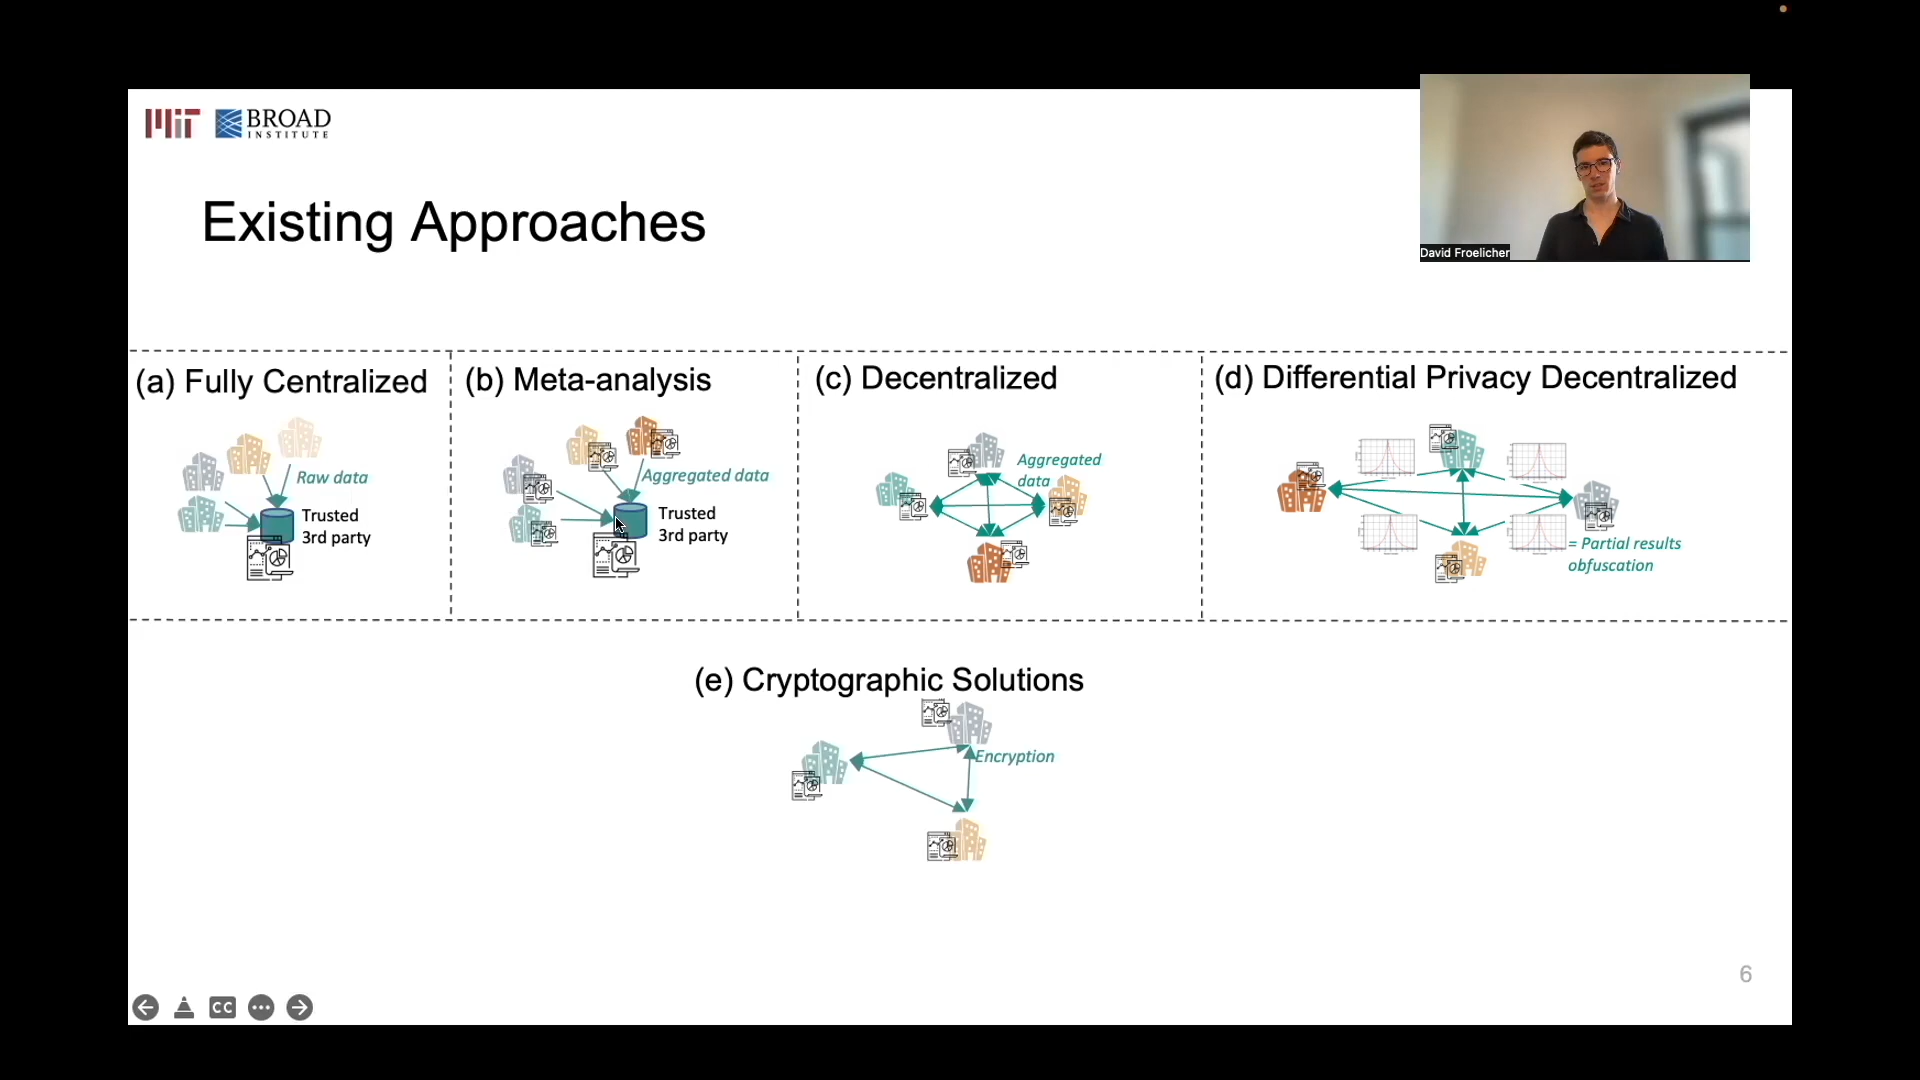 MIT BROAD
INSTITUTE
David Froelicher
Existing Approaches
(a) Fully Centralized
Raw data
Trusted
3rd party
(b) Meta-analysis
Aggregated data
Trusted
3rd party
(c) Decentralized
Aggregated
data
(d) Differential Privacy Decentralized
= Partial results
obfuscation
(e) Cryptographic Solutions
Encryption
6
CC